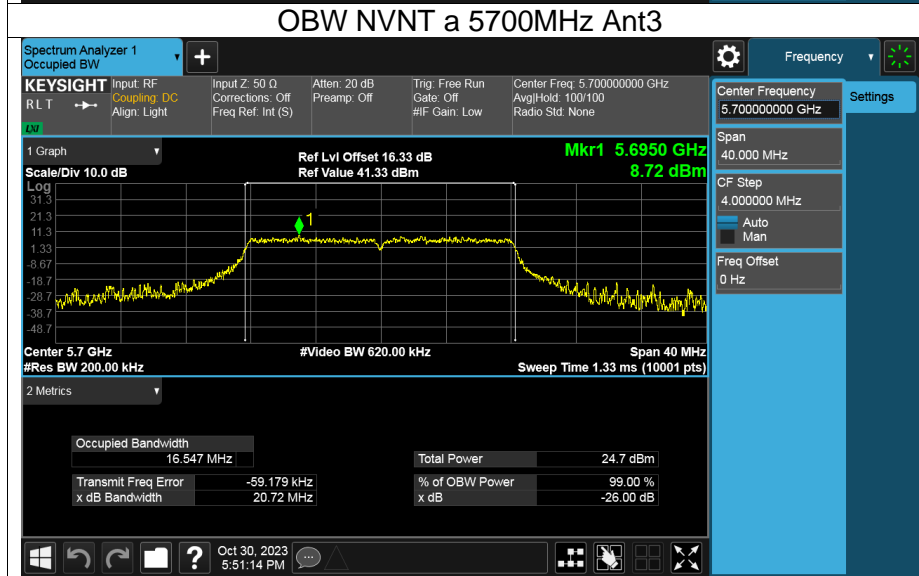 OBW NVNT a 5700MHz Ant3
Spectrum Analyzer 1
Occupied BW
Frequency
KEYSIGHT
R L T
LXI
Input: RF
Coupling: DC
Align: Light
Input Z: 50 Ω
Corrections: Off
Freq Ref: Int (S)
Atten: 20 dB
Preamp: Off
Trig: Free Run
Gate: Off
#IF Gain: Low
Center Freq: 5.700000000 GHz
Avg|Hold: 100/100
Radio Std: None
Center Frequency
5.700000000 GHz
Settings
Span
40.000 MHz
CF Step
4.000000 MHz
Auto
Man
Freq Offset
0 Hz
1 Graph
Ref Lvl Offset 16.33 dB
Mkr1 5.6950 GHz
Scale/Div 10.0 dB
Ref Value 41.33 dBm
8.72 dBm
Log
31.3
21.3
11.3
1.33
-8.67
-18.7
-28.7
-38.7
-48.7
1
Center 5.7 GHz
#Video BW 620.00 kHz
Span 40 MHz
#Res BW 200.00 kHz
Sweep Time 1.33 ms (10001 pts)
2 Metrics
Occupied Bandwidth
16.547 MHz
Total Power 24.7 dBm
Transmit Freq Error -59.179 kHz
% of OBW Power 99.00 %
x dB Bandwidth 20.72 MHz
x dB -26.00 dB
?
Oct 30, 2023
5:51:14 PM